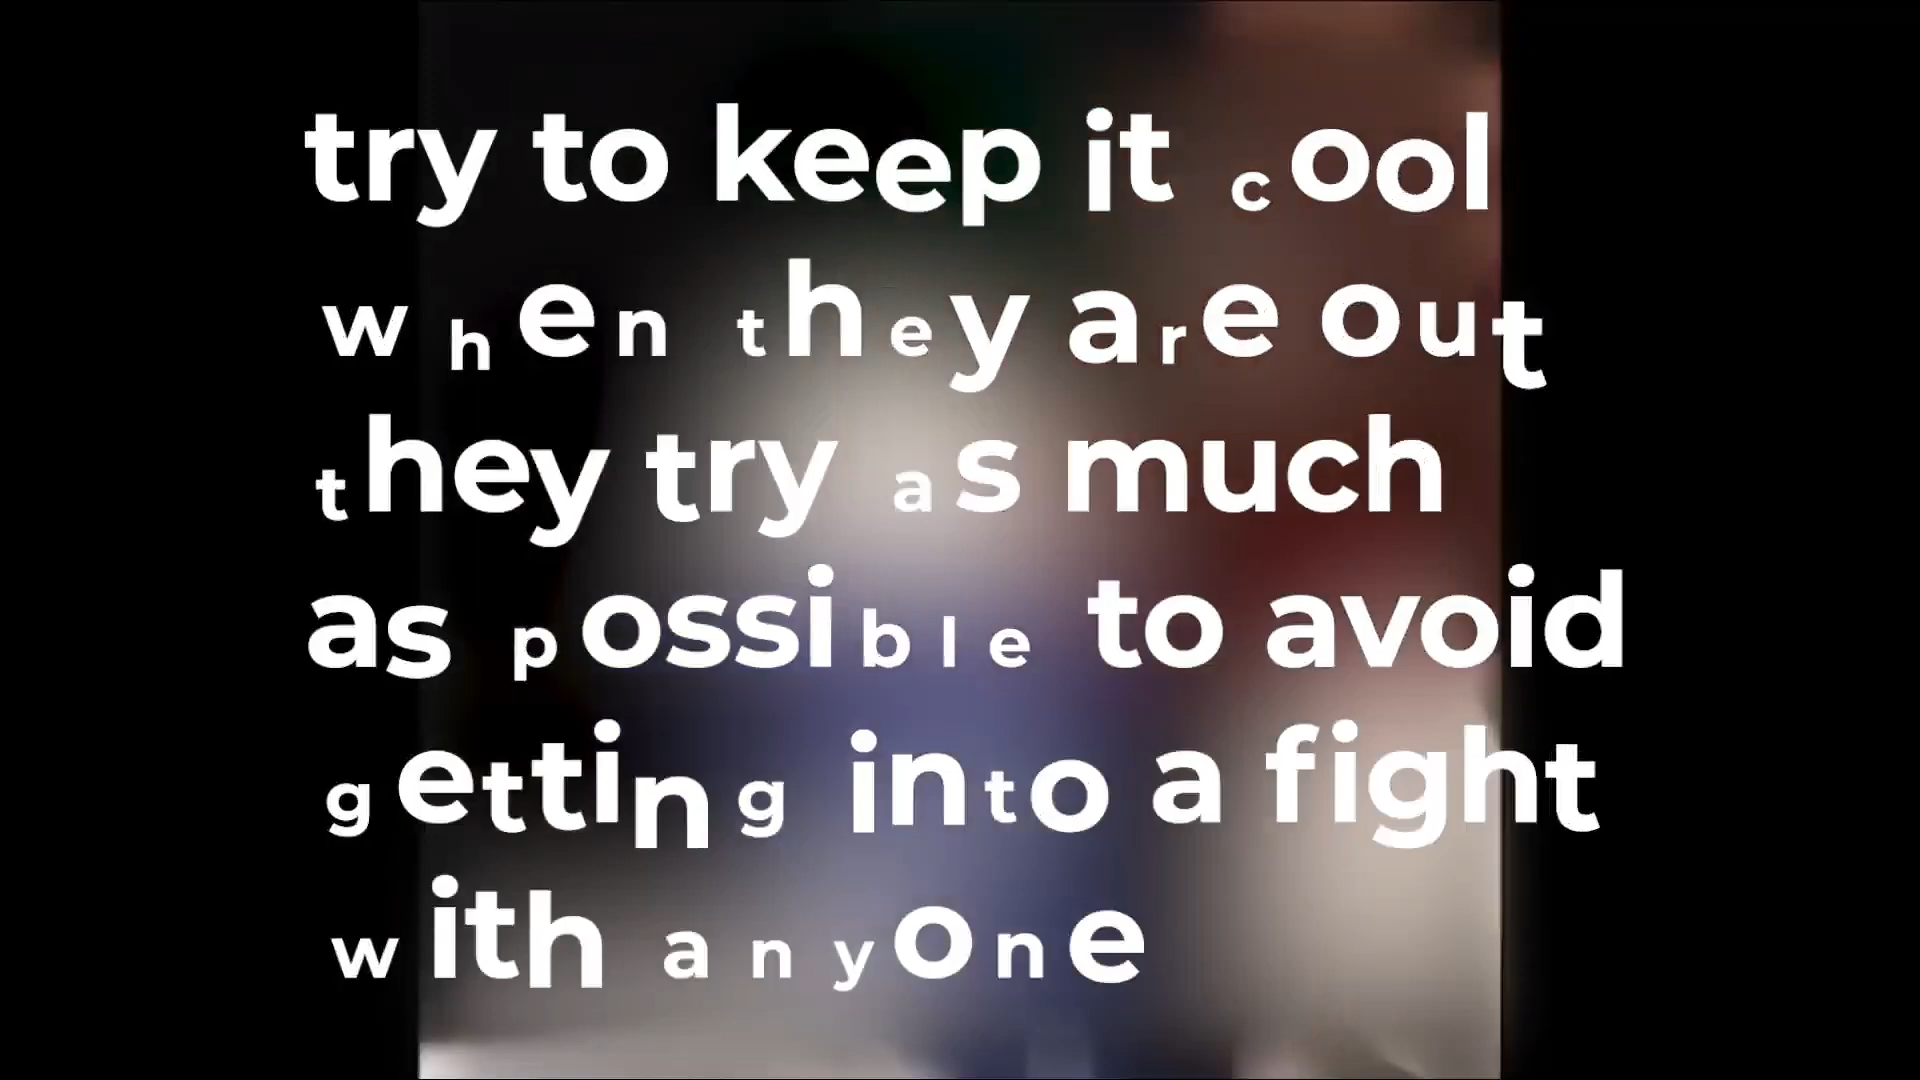 try to keep it cool
when they are out
they try as much
as possible to avoid
getting into a fight
with anyone